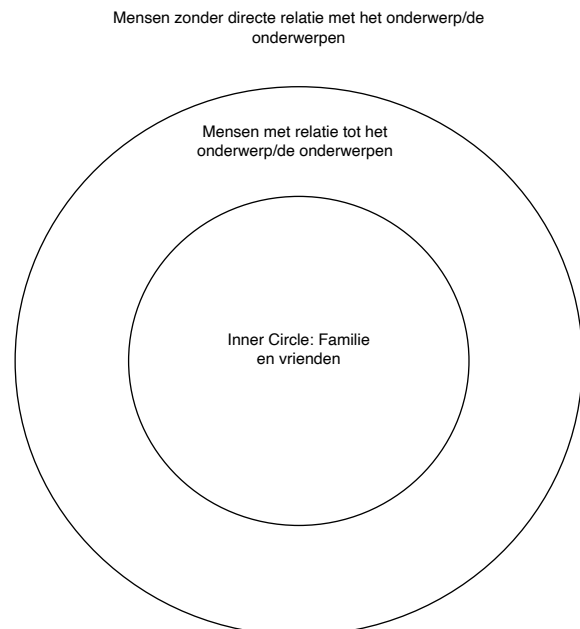 Mensen zonder directe relatie met het onderwerp/de
onderwerpen
Mensen met relatie tot het
onderwerp/de onderwerpen
Inner Circle: Familie
en vrienden